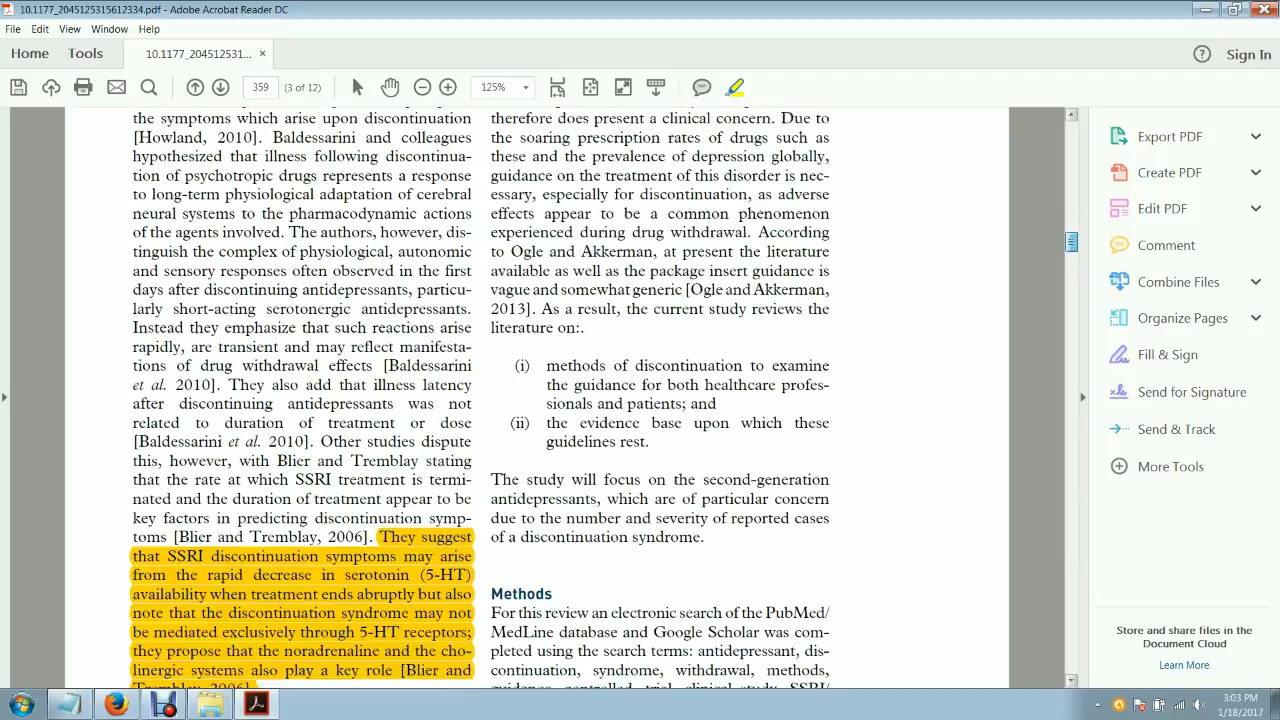 10.1177_2045125315612334.pdf - Adobe Acrobat Reader DC
File Edit View Window Help
Home Tools 10.1177_204512531... × Sign In
359 (3 of 12) 125%
the symptoms which arise upon discontinuation
[Howland, 2010]. Baldessarini and colleagues
hypothesized that illness following discontinua-
tion of psychotropic drugs represents a response
to long-term physiological adaptation of cerebral
neural systems to the pharmacodynamic actions
of the agents involved. The authors, however, dis-
tinguish the complex of physiological, autonomic
and sensory responses often observed in the first
days after discontinuing antidepressants, particu-
larly short-acting serotonergic antidepressants.
Instead they emphasize that such reactions arise
rapidly, are transient and may reflect manifesta-
tions of drug withdrawal effects [Baldessarini
et al. 2010]. They also add that illness latency
after discontinuing antidepressants was not
related to duration of treatment or dose
[Baldessarini et al. 2010]. Other studies dispute
this, however, with Blier and Tremblay stating
that the rate at which SSRI treatment is termi-
nated and the duration of treatment appear to be
key factors in predicting discontinuation symp-
toms [Blier and Tremblay, 2006]. They suggest
that SSRI discontinuation symptoms may arise
from the rapid decrease in serotonin (5-HT)
availability when treatment ends abruptly but also
note that the discontinuation syndrome may not
be mediated exclusively through 5-HT receptors;
they propose that the noradrenaline and the cho-
linergic systems also play a key role [Blier and
Tremblay, 2006].
therefore does present a clinical concern. Due to
the soaring prescription rates of drugs such as
these and the prevalence of depression globally,
guidance on the treatment of this disorder is nec-
essary, especially for discontinuation, as adverse
effects appear to be a common phenomenon
experienced during drug withdrawal. According
to Ogle and Akkerman, at present the literature
available as well as the package insert guidance is
vague and somewhat generic [Ogle and Akkerman,
2013]. As a result, the current study reviews the
literature on:.
(i) methods of discontinuation to examine
the guidance for both healthcare profes-
sionals and patients; and
(ii) the evidence base upon which these
guidelines rest.
The study will focus on the second-generation
antidepressants, which are of particular concern
due to the number and severity of reported cases
of a discontinuation syndrome.
Methods
For this review an electronic search of the PubMed/
MedLine database and Google Scholar was com-
pleted using the search terms: antidepressant, dis-
continuation, syndrome, withdrawal, methods,
guidance, controlled trial, clinical study, SSRI/
Export PDF
Create PDF
Edit PDF
Comment
Combine Files
Organize Pages
Fill & Sign
Send for Signature
Send & Track
More Tools
Store and share files in the
Document Cloud
Learn More
3:03 PM
1/18/2017